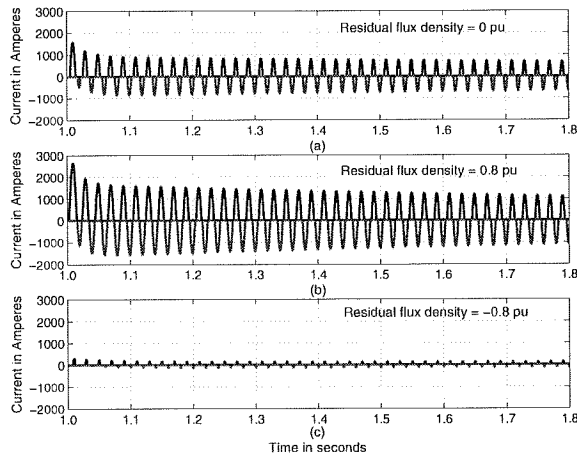 3000
Residual flux density = 0 pu
2000
1000
0
-1000
-2000
Current in Amperes
1.0 1.1 1.2 1.3 1.4 1.5 1.6 1.7 1.8
(a)
3000
Residual flux density = 0.8 pu
2000
1000
0
-1000
-2000
Current in Amperes
1.0 1.1 1.2 1.3 1.4 1.5 1.6 1.7 1.8
(b)
3000
Residual flux density = −0.8 pu
2000
1000
0
-1000
-2000
Current in Amperes
1.0 1.1 1.2 1.3 1.4 1.5 1.6 1.7 1.8
(c)
Time in seconds